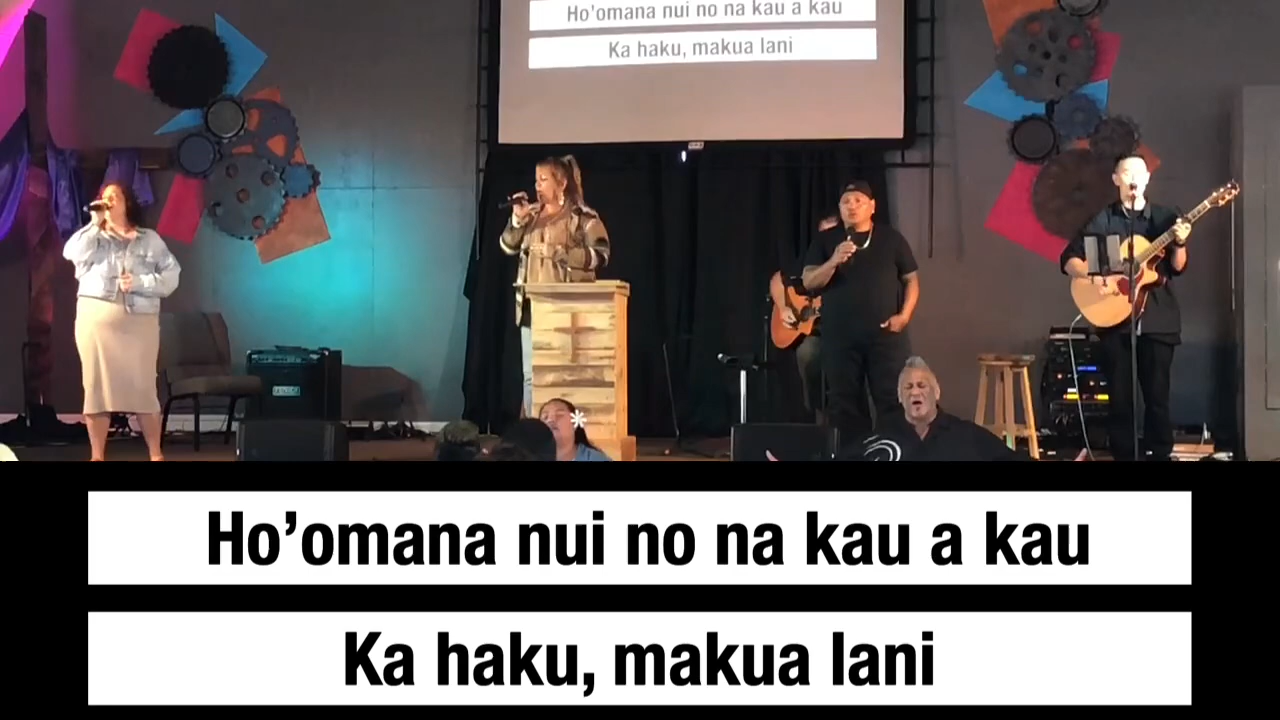 Ho'omana nui no na kau a kau
Ka haku, makua lani
Ho’omana nui no na kau a kau
Ka haku, makua lani